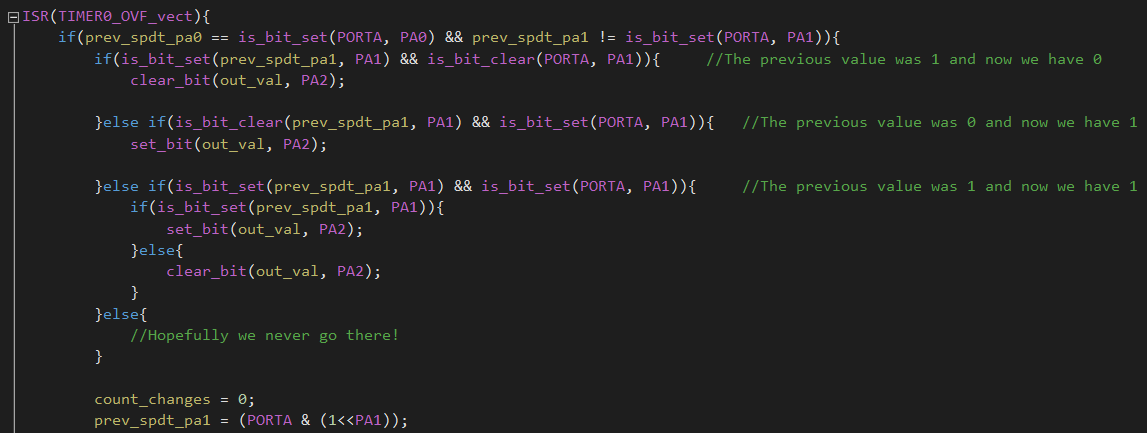 ISR(TIMER0_OVF_vect){
if(prev_spdt_pa0 == is_bit_set(PORTA, PA0) && prev_spdt_pa1 != is_bit_set(PORTA, PA1)){
if(is_bit_set(prev_spdt_pa1, PA1) && is_bit_clear(PORTA, PA1)){ //The previous value was 1 and now we have 0
clear_bit(out_val, PA2);
}else if(is_bit_clear(prev_spdt_pa1, PA1) && is_bit_set(PORTA, PA1)){ //The previous value was 0 and now we have 1
set_bit(out_val, PA2);
}else if(is_bit_set(prev_spdt_pa1, PA1) && is_bit_set(PORTA, PA1)){ //The previous value was 1 and now we have 1
if(is_bit_set(prev_spdt_pa1, PA1)){
set_bit(out_val, PA2);
}else{
clear_bit(out_val, PA2);
}
}else{
//Hopefully we never go there!
}
count_changes = 0;
prev_spdt_pa1 = (PORTA & (1<<PA1));